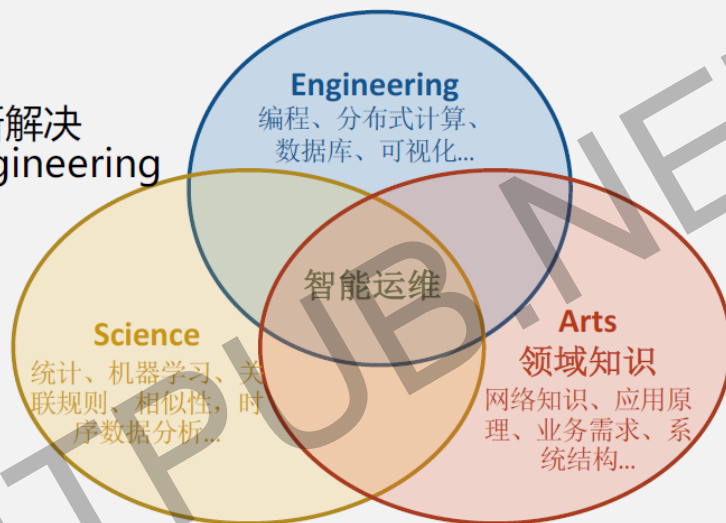 Engineering
编程、分布式计算、
数据库、可视化...
解决
gineering
智能运维
Science
统计、机器学习、关
联规则、相似性，时
序数据分析...
Arts
领域知识
网络知识、应用原
理、业务需求、系
统结构...
TPUB.NE